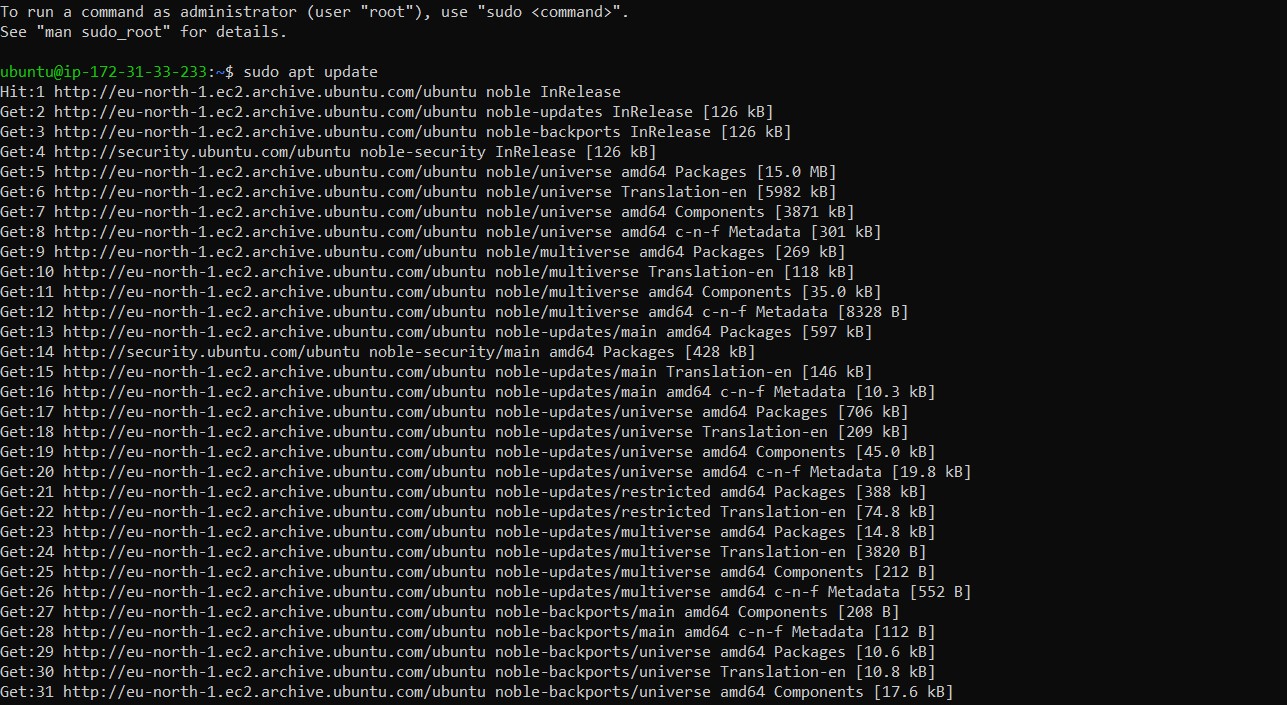 To run a command as administrator (user "root"), use "sudo <command>".
See "man sudo_root" for details.
ubuntu@ip-172-31-33-233:~$ sudo apt update
Hit:1 http://eu-north-1.ec2.archive.ubuntu.com/ubuntu noble InRelease
Get:2 http://eu-north-1.ec2.archive.ubuntu.com/ubuntu noble-updates InRelease [126 kB]
Get:3 http://eu-north-1.ec2.archive.ubuntu.com/ubuntu noble-backports InRelease [126 kB]
Get:4 http://security.ubuntu.com/ubuntu noble-security InRelease [126 kB]
Get:5 http://eu-north-1.ec2.archive.ubuntu.com/ubuntu noble/universe amd64 Packages [15.0 MB]
Get:6 http://eu-north-1.ec2.archive.ubuntu.com/ubuntu noble/universe Translation-en [5982 kB]
Get:7 http://eu-north-1.ec2.archive.ubuntu.com/ubuntu noble/universe amd64 Components [3871 kB]
Get:8 http://eu-north-1.ec2.archive.ubuntu.com/ubuntu noble/universe amd64 c-n-f Metadata [301 kB]
Get:9 http://eu-north-1.ec2.archive.ubuntu.com/ubuntu noble/multiverse amd64 Packages [269 kB]
Get:10 http://eu-north-1.ec2.archive.ubuntu.com/ubuntu noble/multiverse Translation-en [118 kB]
Get:11 http://eu-north-1.ec2.archive.ubuntu.com/ubuntu noble/multiverse amd64 Components [35.0 kB]
Get:12 http://eu-north-1.ec2.archive.ubuntu.com/ubuntu noble/multiverse amd64 c-n-f Metadata [8328 B]
Get:13 http://eu-north-1.ec2.archive.ubuntu.com/ubuntu noble-updates/main amd64 Packages [597 kB]
Get:14 http://security.ubuntu.com/ubuntu noble-security/main amd64 Packages [428 kB]
Get:15 http://eu-north-1.ec2.archive.ubuntu.com/ubuntu noble-updates/main Translation-en [146 kB]
Get:16 http://eu-north-1.ec2.archive.ubuntu.com/ubuntu noble-updates/main amd64 c-n-f Metadata [10.3 kB]
Get:17 http://eu-north-1.ec2.archive.ubuntu.com/ubuntu noble-updates/universe amd64 Packages [706 kB]
Get:18 http://eu-north-1.ec2.archive.ubuntu.com/ubuntu noble-updates/universe Translation-en [209 kB]
Get:19 http://eu-north-1.ec2.archive.ubuntu.com/ubuntu noble-updates/universe amd64 Components [45.0 kB]
Get:20 http://eu-north-1.ec2.archive.ubuntu.com/ubuntu noble-updates/universe amd64 c-n-f Metadata [19.8 kB]
Get:21 http://eu-north-1.ec2.archive.ubuntu.com/ubuntu noble-updates/restricted amd64 Packages [388 kB]
Get:22 http://eu-north-1.ec2.archive.ubuntu.com/ubuntu noble-updates/restricted Translation-en [74.8 kB]
Get:23 http://eu-north-1.ec2.archive.ubuntu.com/ubuntu noble-updates/multiverse amd64 Packages [14.8 kB]
Get:24 http://eu-north-1.ec2.archive.ubuntu.com/ubuntu noble-updates/multiverse Translation-en [3820 B]
Get:25 http://eu-north-1.ec2.archive.ubuntu.com/ubuntu noble-updates/multiverse amd64 Components [212 B]
Get:26 http://eu-north-1.ec2.archive.ubuntu.com/ubuntu noble-updates/multiverse amd64 c-n-f Metadata [552 B]
Get:27 http://eu-north-1.ec2.archive.ubuntu.com/ubuntu noble-backports/main amd64 Components [208 B]
Get:28 http://eu-north-1.ec2.archive.ubuntu.com/ubuntu noble-backports/main amd64 c-n-f Metadata [112 B]
Get:29 http://eu-north-1.ec2.archive.ubuntu.com/ubuntu noble-backports/universe amd64 Packages [10.6 kB]
Get:30 http://eu-north-1.ec2.archive.ubuntu.com/ubuntu noble-backports/universe Translation-en [10.8 kB]
Get:31 http://eu-north-1.ec2.archive.ubuntu.com/ubuntu noble-backports/universe amd64 Components [17.6 kB]